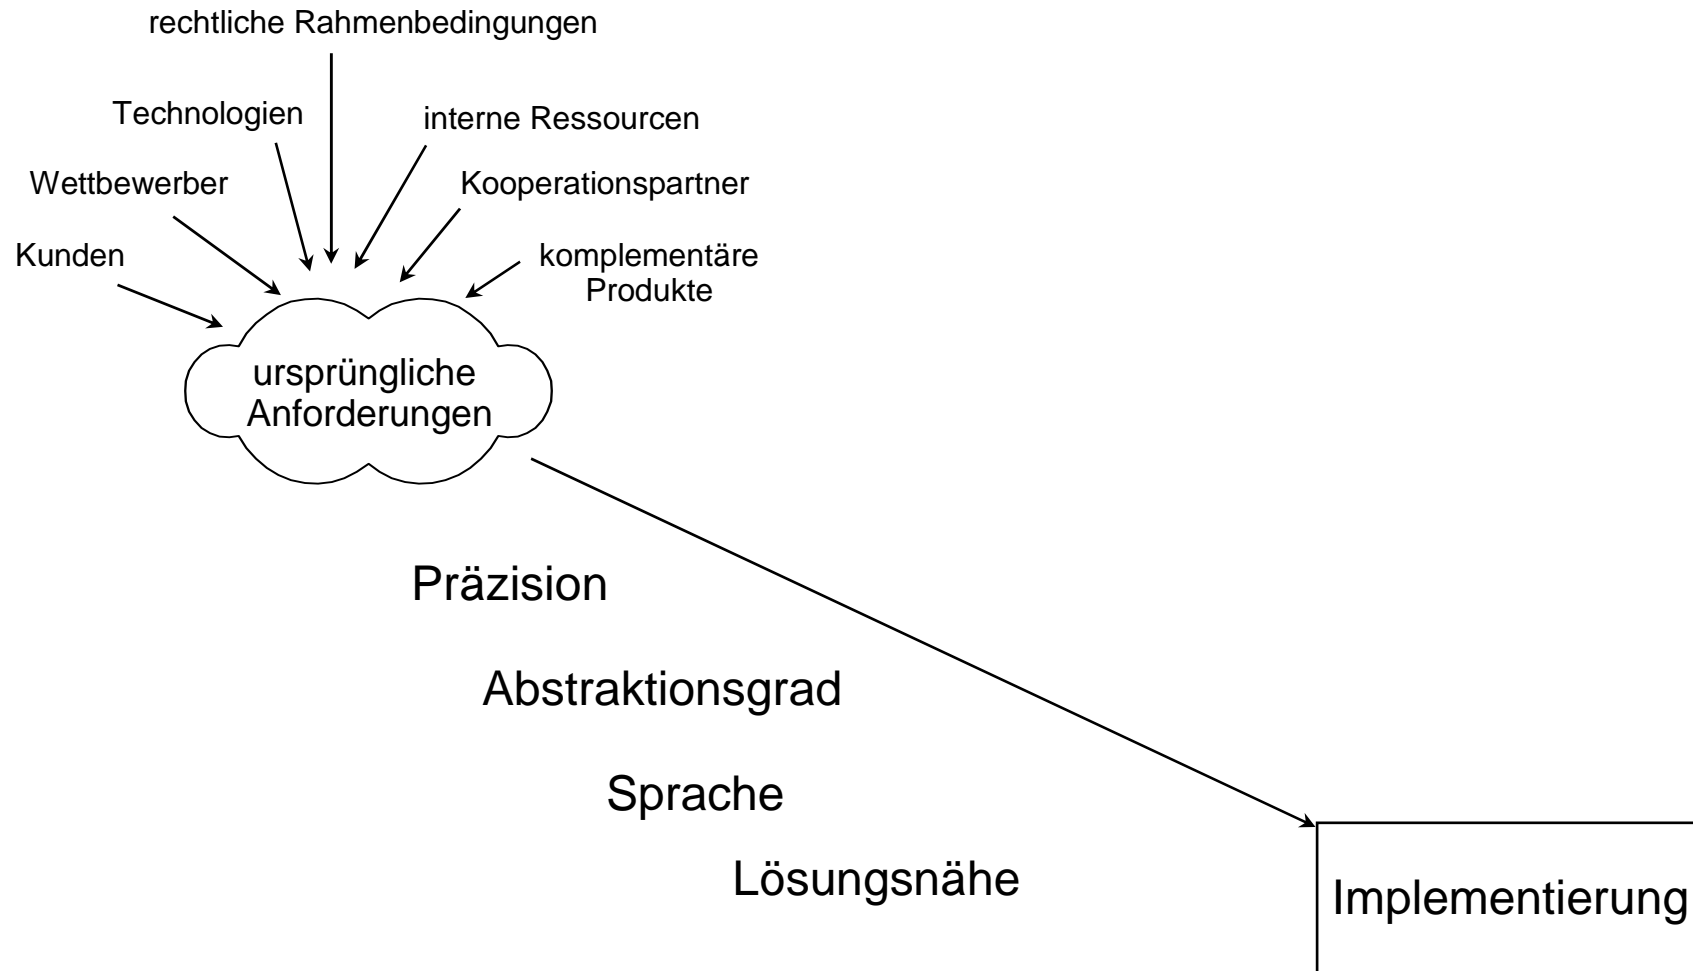 rechtliche Rahmenbedingungen
Technologien
interne Ressourcen
Wettbewerber
Kooperationspartner
Kunden
komplementäre
Produkte
ursprüngliche
Anforderungen
Präzision
Abstraktionsgrad
Sprache
Lösungsnähe
Implementierung